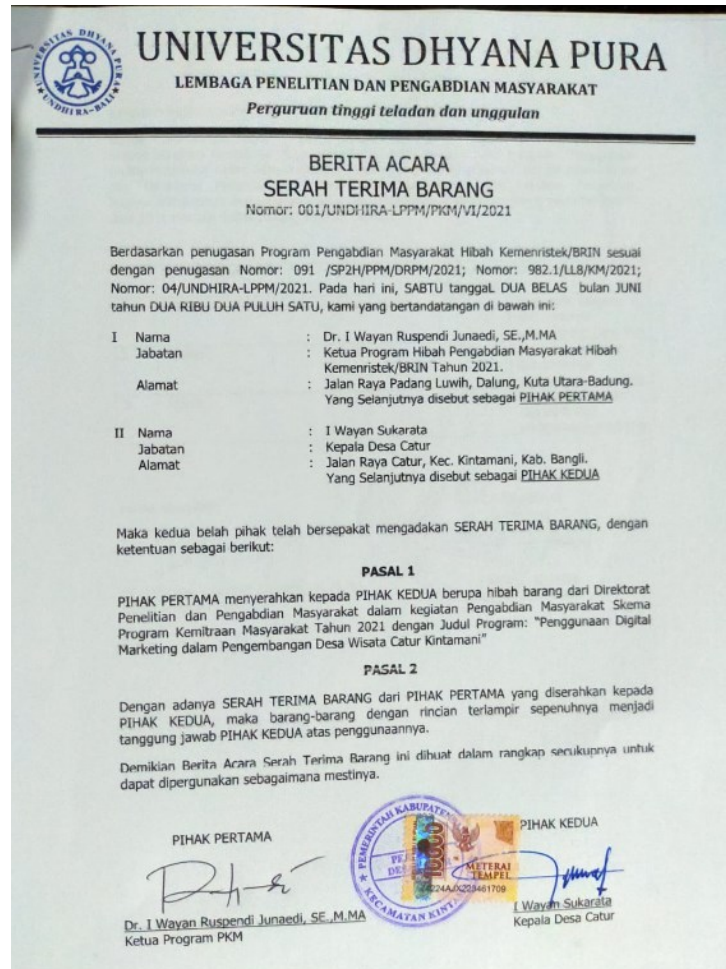 UNIVERSITAS DHYANA PURA
UNDHIRA-BALI
UNIVERSITAS DHYANA PURA
LEMBAGA PENELITIAN DAN PENGABDIAN MASYARAKAT
Perguruan tinggi teladan dan unggulan
BERITA ACARA
SERAH TERIMA BARANG
Nomor: 001/UNDHIRA-LPPM/PKM/VI/2021
Berdasarkan penugasan Program Pengabdian Masyarakat Hibah Kemenristek/BRIN sesuai
dengan penugasan Nomor: 091 /SP2H/PPM/DRPM/2021; Nomor: 982.1/LL8/KM/2021;
Nomor: 04/UNDHIRA-LPPM/2021. Pada hari ini, SABTU tanggaL DUA BELAS bulan JUNI
tahun DUA RIBU DUA PULUH SATU, kami yang bertandatangan di bawah ini:
I Nama : Dr. I Wayan Ruspendi Junaedi, SE.,M.MA
Jabatan : Ketua Program Hibah Pengabdian Masyarakat Hibah
Kemenristek/BRIN Tahun 2021.
Alamat : Jalan Raya Padang Luwih, Dalung, Kuta Utara-Badung.
Yang Selanjutnya disebut sebagai PIHAK PERTAMA
II Nama : I Wayan Sukarata
Jabatan : Kepala Desa Catur
Alamat : Jalan Raya Catur, Kec. Kintamani, Kab. Bangli.
Yang Selanjutnya disebut sebagai PIHAK KEDUA
Maka kedua belah pihak telah bersepakat mengadakan SERAH TERIMA BARANG, dengan
ketentuan sebagai berikut:
PASAL 1
PIHAK PERTAMA menyerahkan kepada PIHAK KEDUA berupa hibah barang dari Direktorat
Penelitian dan Pengabdian Masyarakat dalam kegiatan Pengabdian Masyarakat Skema
Program Kemitraan Masyarakat Tahun 2021 dengan Judul Program: "Penggunaan Digital
Marketing dalam Pengembangan Desa Wisata Catur Kintamani"
PASAL 2
Dengan adanya SERAH TERIMA BARANG dari PIHAK PERTAMA yang diserahkan kepada
PIHAK KEDUA, maka barang-barang dengan rincian terlampir sepenuhnya menjadi
tanggung jawab PIHAK KEDUA atas penggunaannya.
Demikian Berita Acara Serah Terima Barang ini dibuat dalam rangkap secukupnya untuk
dapat dipergunakan sebagaimana mestinya.
PIHAK PERTAMA
PIHAK KEDUA
PEMERINTAH KABUPATEN
KECAMATAN
10000
METERAI
TEMPEL
Dr. I Wayan Ruspendi Junaedi, SE.,M.MA
Ketua Program PKM
I Wayan Sukarata
Kepala Desa Catur